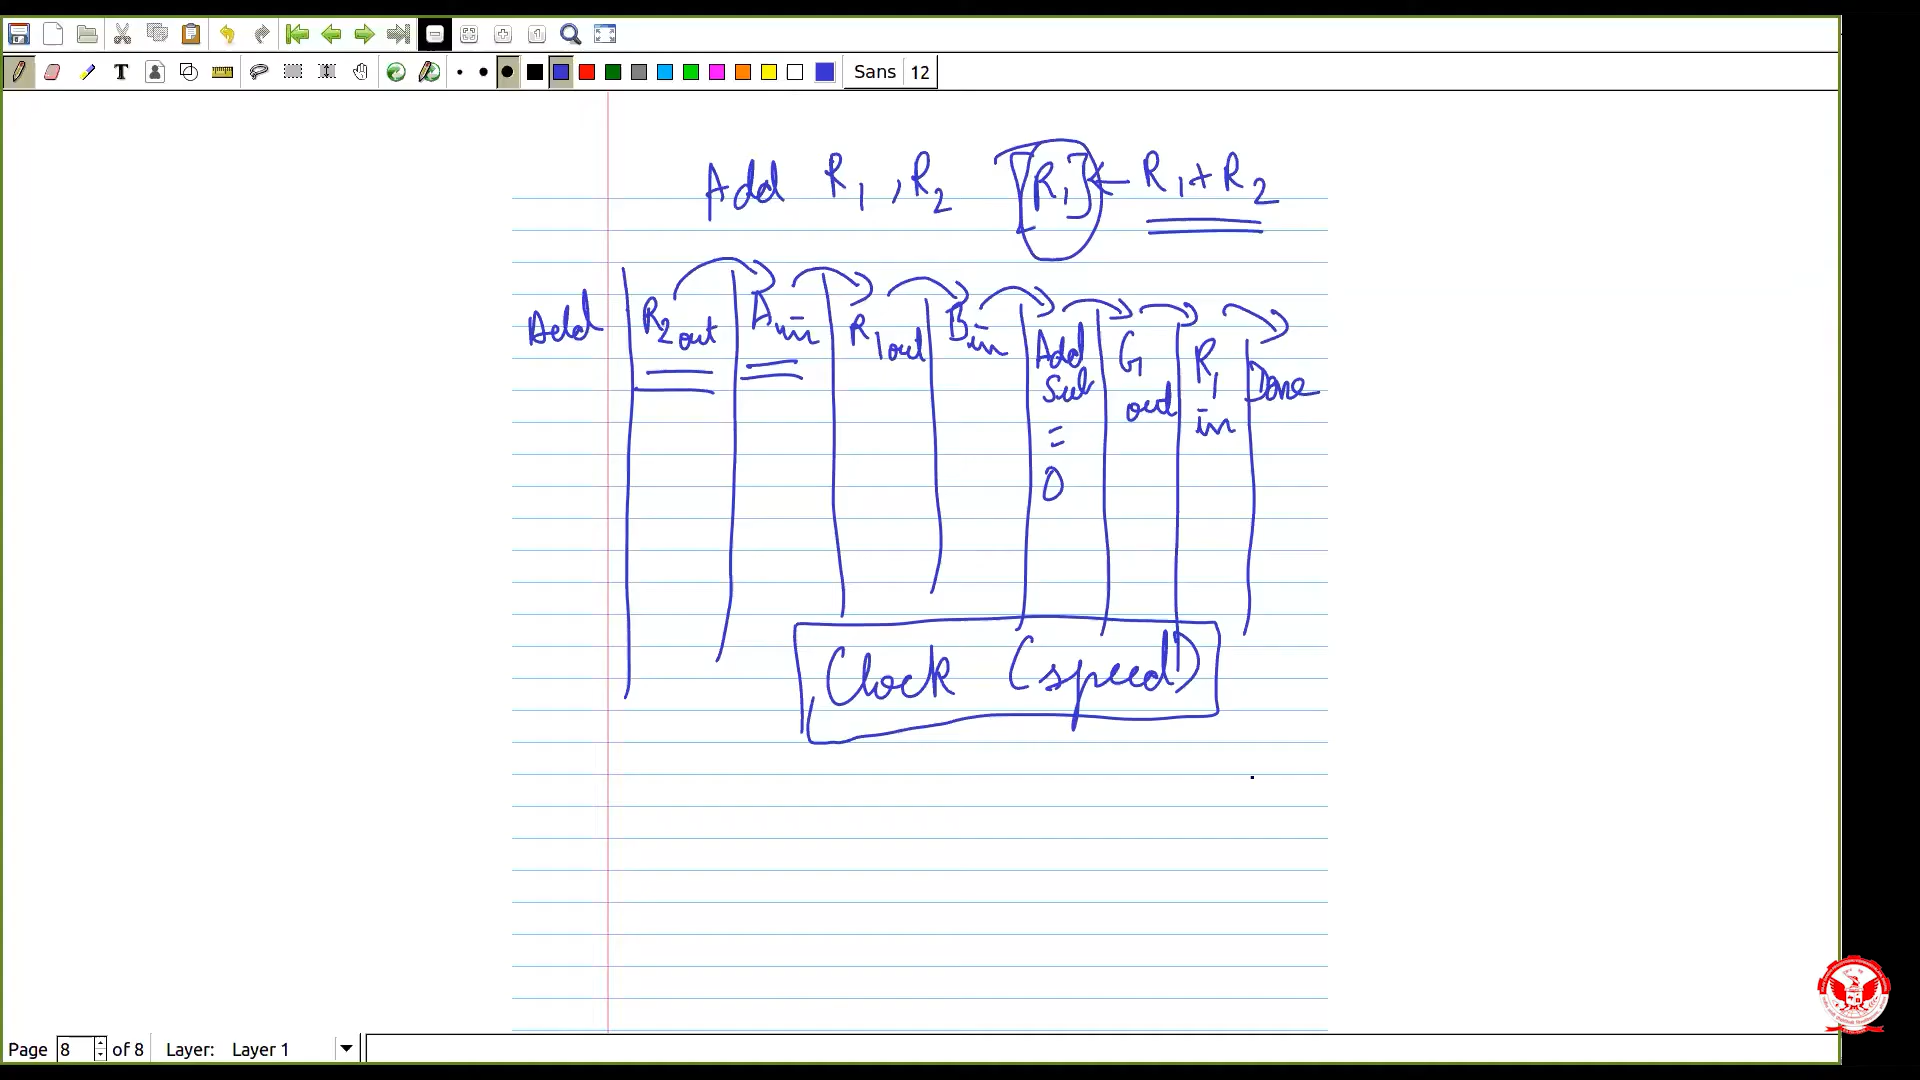 Sans 12
Add R1, R2 [R1] ← R1+R2
Add R2out Ain R1out Bin Add Sub = 0 G out R1 in Done
Clock (speed)
Page 8 of 8 Layer: Layer 1